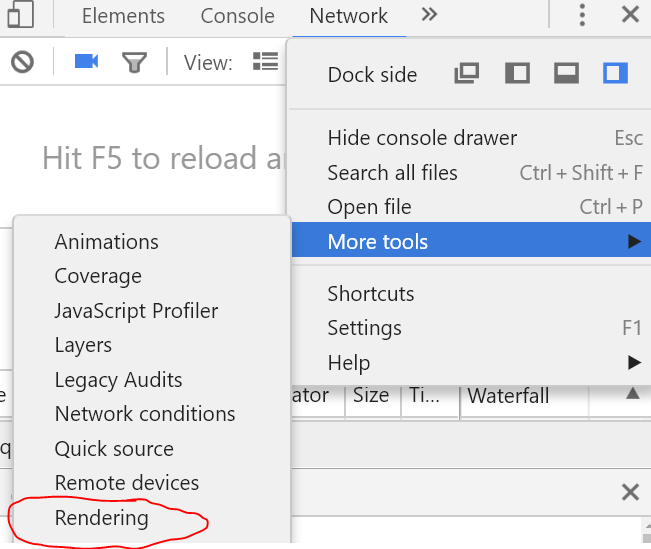 Elements Console Network »
View:
Dock side
Hit F5 to reload a
Hide console drawer Esc
Search all files Ctrl + Shift + F
Open file Ctrl + P
More tools
Shortcuts
Settings F1
Help
Animations
Coverage
JavaScript Profiler
Layers
Legacy Audits
Network conditions
Quick source
Remote devices
Rendering
e ator Size Ti... Waterfall
q